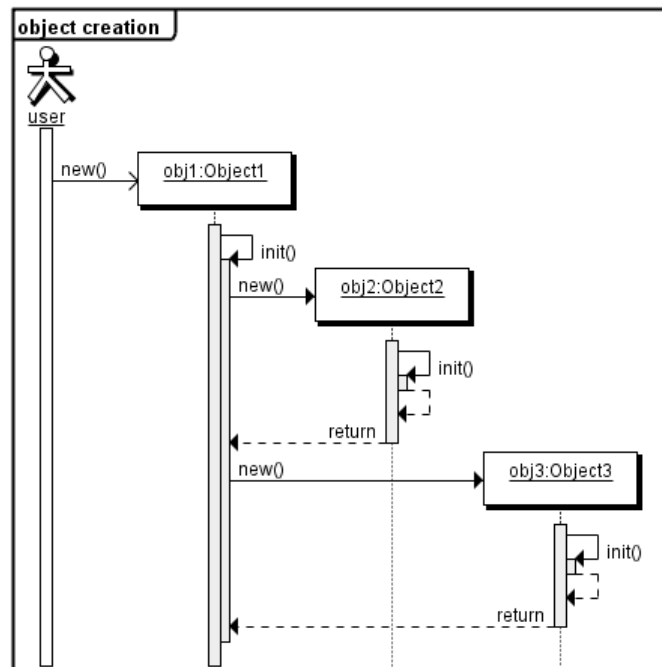 object creation
user
new()
obj1:Object1
init()
new()
obj2:Object2
init()
return
new()
obj3:Object3
init()
return